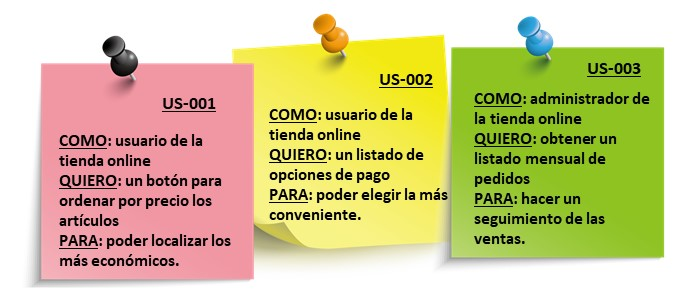 US-001
COMO: usuario de la
tienda online
QUIERO: un botón para
ordenar por precio los
artículos
PARA: poder localizar los
más económicos.
US-002
COMO: usuario de la
tienda online
QUIERO: un listado de
opciones de pago
PARA: poder elegir la más
conveniente.
US-003
COMO: administrador de
la tienda online
QUIERO: obtener un
listado mensual de
pedidos
PARA: hacer un
seguimiento de las
ventas.